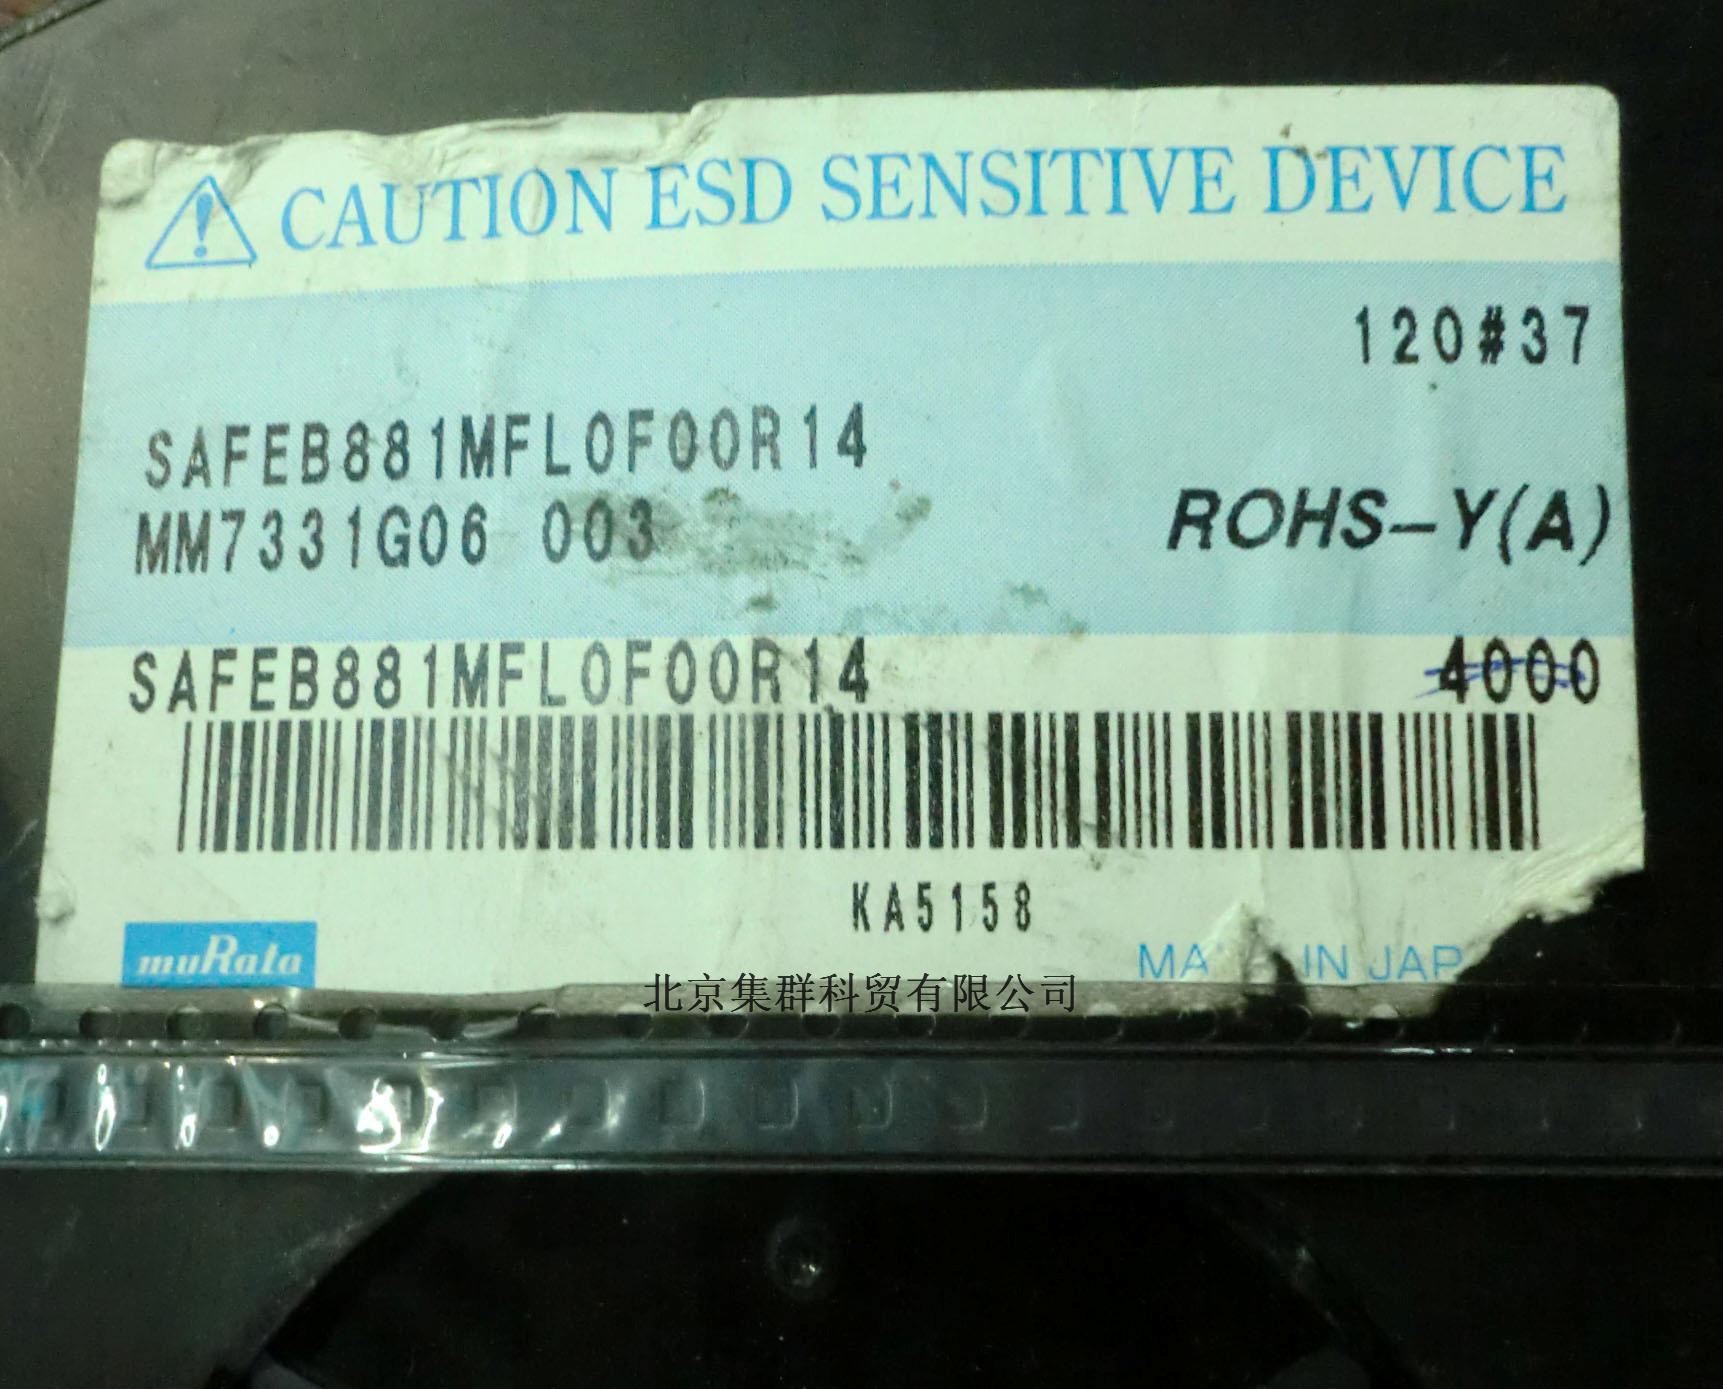 CAUTION ESD SENSITIVE DEVICE
120#37
SAFEB881MFL0F00R14
MM7331G06 003
ROHS-Y(A)
SAFEB881MFL0F00R14
4000
KA5158
muRata
IN
北京集群科贸有限公司